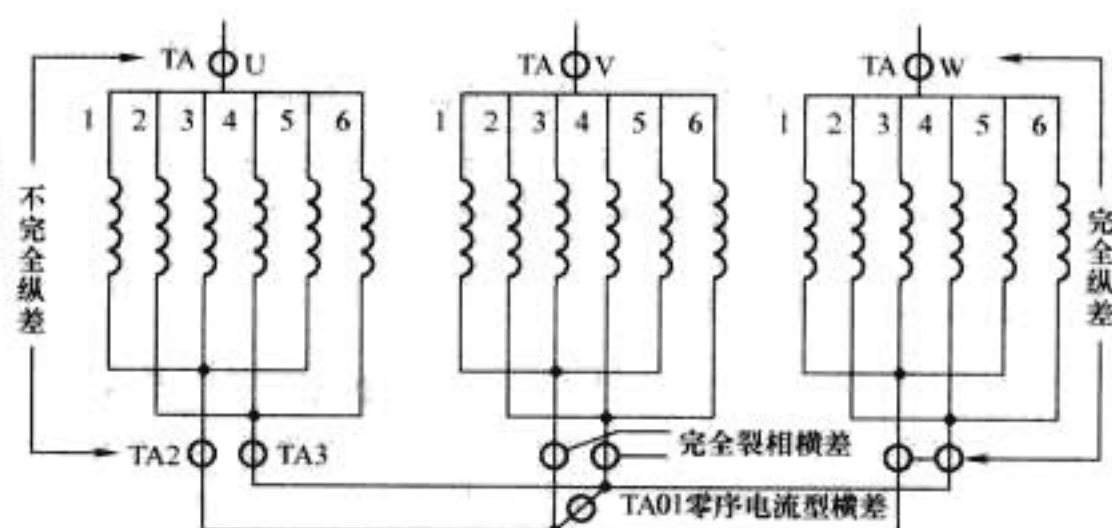 TA U
TA V
TA W
1 2 3 4 5 6
1 2 3 4 5 6
1 2 3 4 5 6
不完全纵差
完全纵差
TA2
TA3
完全裂相横差
TA01零序电流型横差